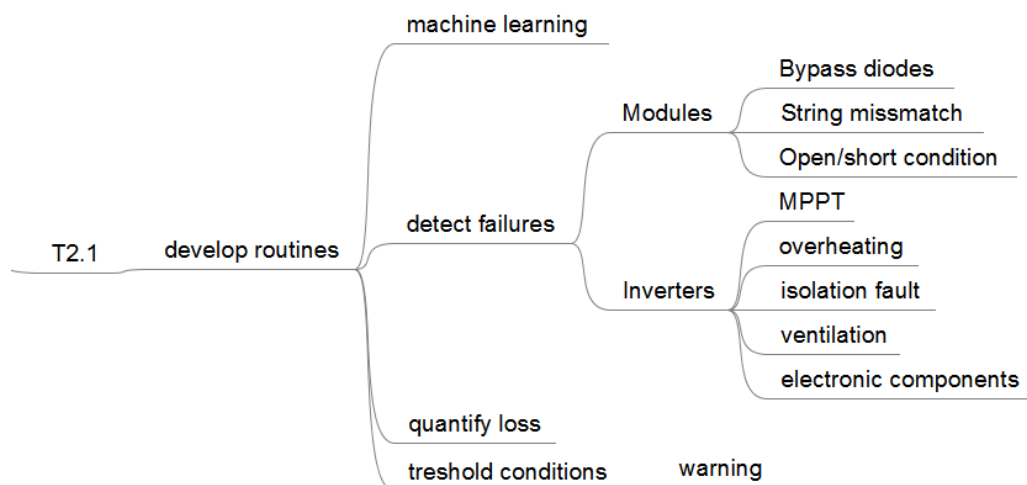 machine learning
Bypass diodes
Modules
String missmatch
Open/short condition
detect failures
MPPT
T2.1
develop routines
overheating
Inverters
isolation fault
ventilation
electronic components
quantify loss
treshold conditions
warning